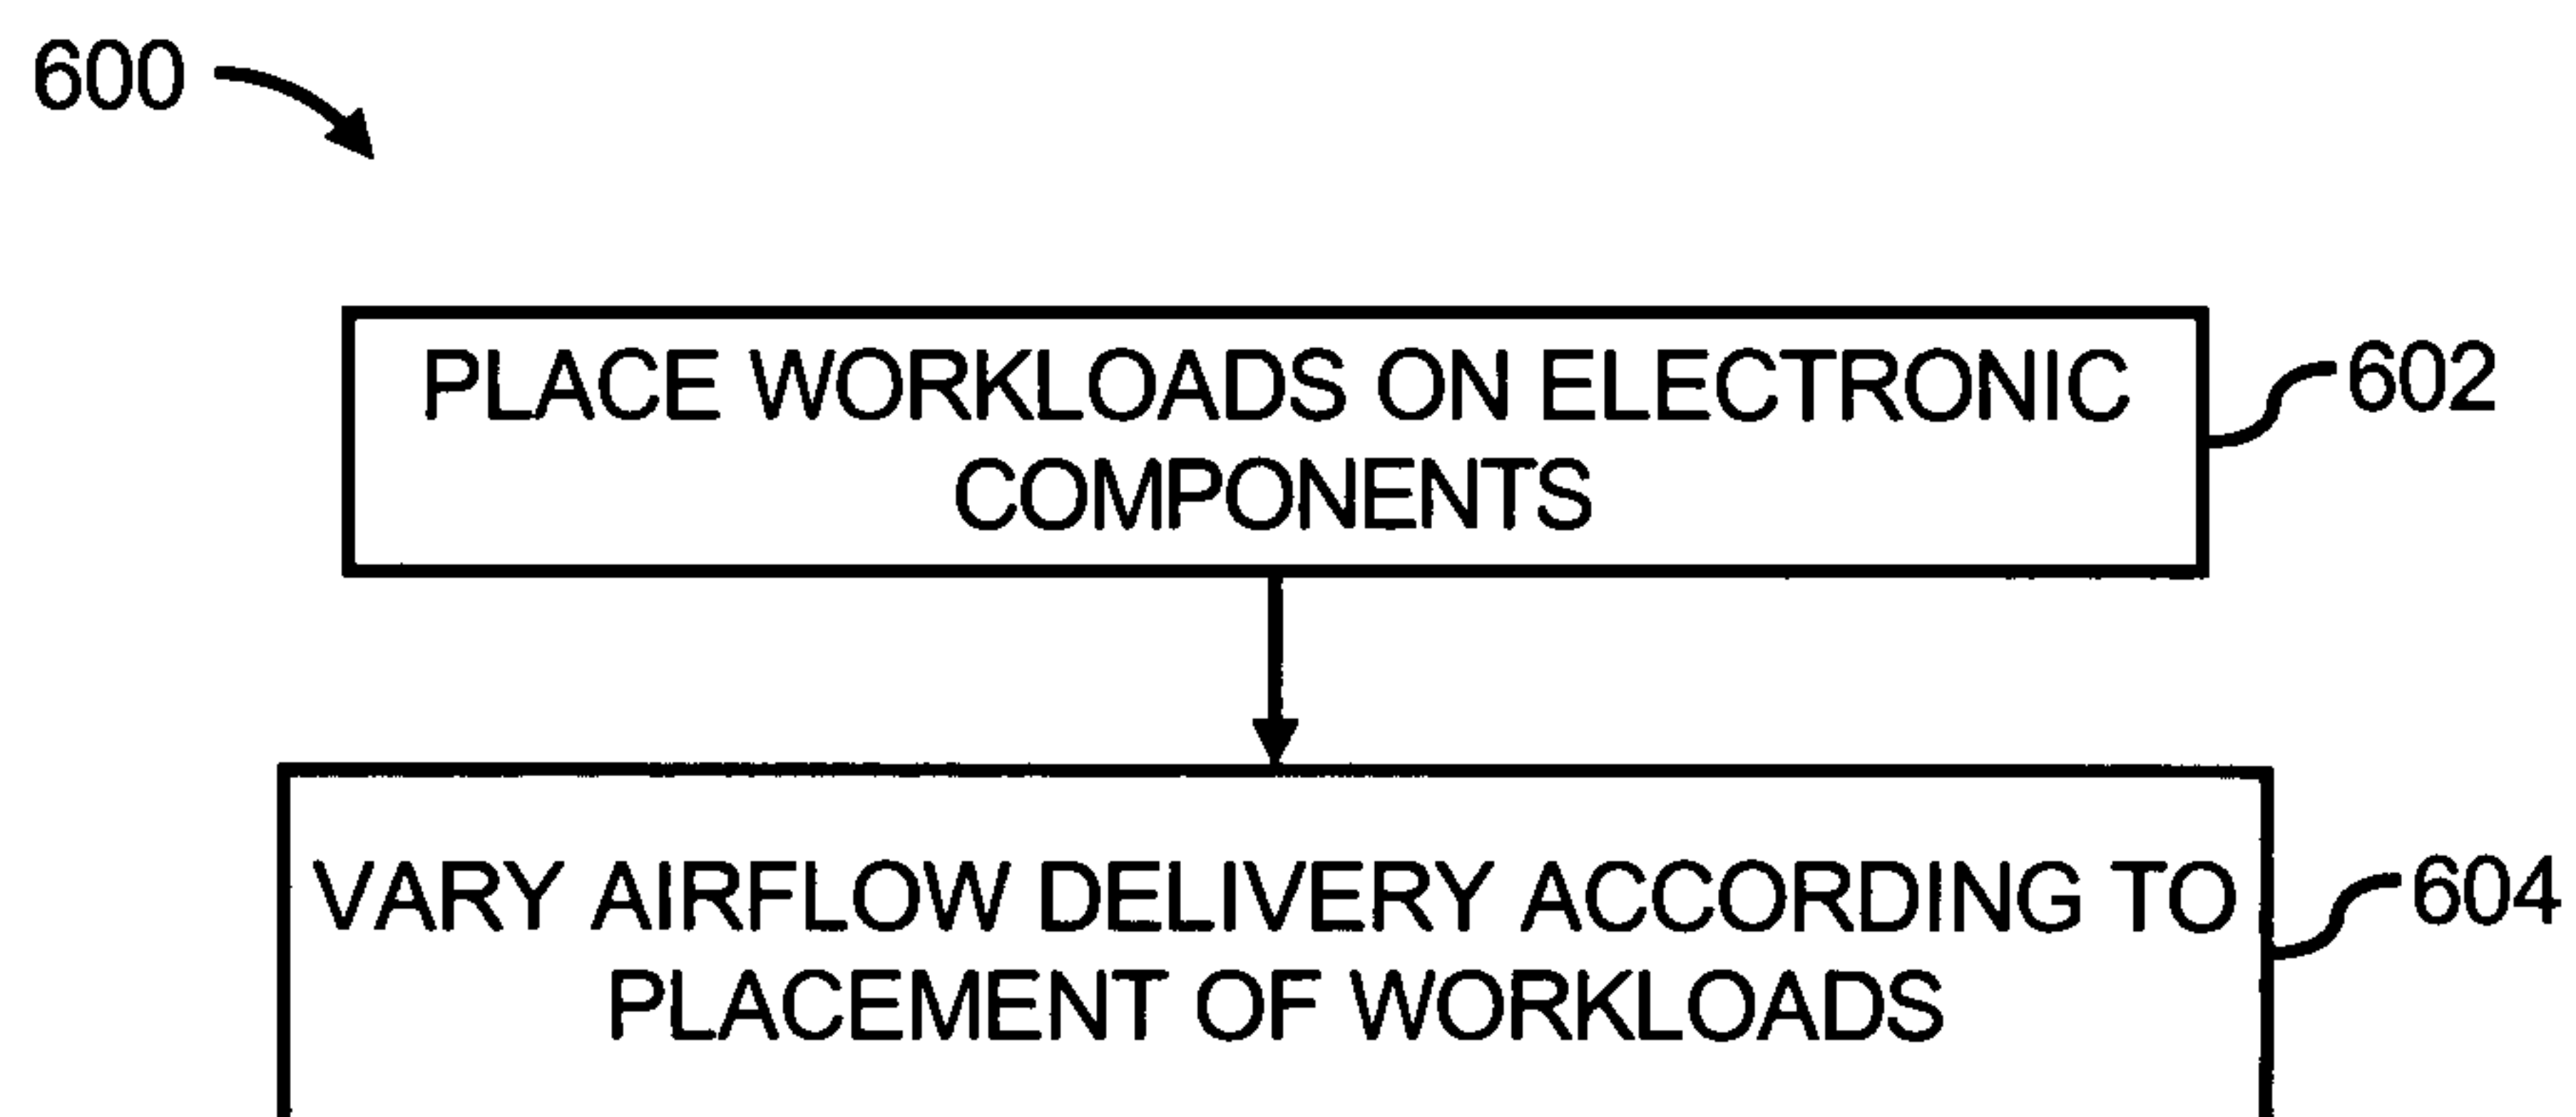 600
PLACE WORKLOADS ON ELECTRONIC
COMPONENTS
602
VARY AIRFLOW DELIVERY ACCORDING TO
PLACEMENT OF WORKLOADS
604